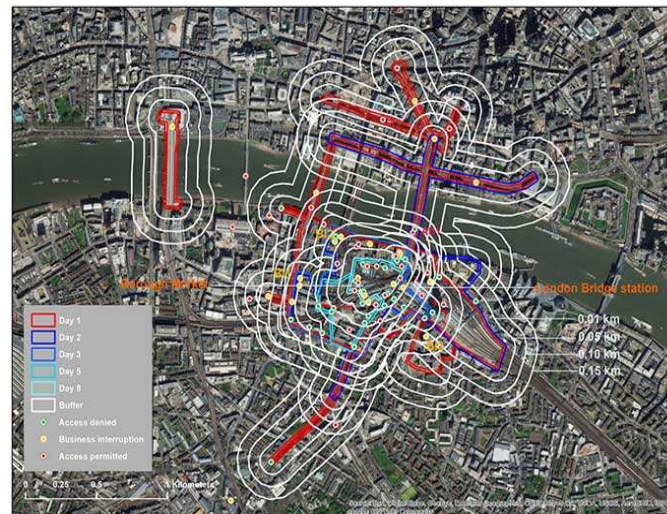 Borough Market
London Bridge station
0.01 km
0.05 km
0.10 km
0.15 km
Day 1
Day 2
Day 3
Day 5
Day 8
Buffer
Access denied
Business interruption
Access permitted
0 0.25 0.5 1 Kilometers